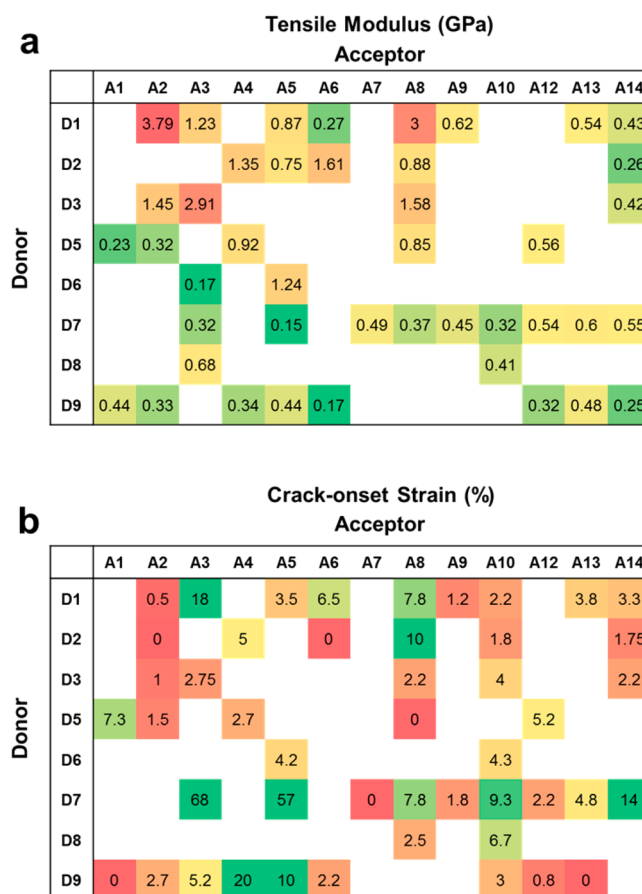 a
Tensile Modulus (GPa)
Acceptor
A1 A2 A3 A4 A5 A6 A7 A8 A9 A10 A12 A13 A14
D1 3.79 1.23 0.87 0.27 3 0.62 0.54 0.43
D2 1.35 0.75 1.61 0.88 0.26
D3 1.45 2.91 1.58 0.42
D5 0.23 0.32 0.92 0.85 0.56
D6 0.17 1.24
D7 0.32 0.15 0.49 0.37 0.45 0.32 0.54 0.6 0.55
D8 0.68 0.41
D9 0.44 0.33 0.34 0.44 0.17 0.32 0.48 0.25
Donor
b
Crack-onset Strain (%)
Acceptor
A1 A2 A3 A4 A5 A6 A7 A8 A9 A10 A12 A13 A14
D1 0.5 18 3.5 6.5 7.8 1.2 2.2 3.8 3.3
D2 0 5 0 10 1.8 1.75
D3 1 2.75 2.2 4 2.2
D5 7.3 1.5 2.7 0 5.2
D6 4.2 4.3
D7 68 57 0 7.8 1.8 9.3 2.2 4.8 14
D8 2.5 6.7
D9 0 2.7 5.2 20 10 2.2 3 0.8 0
Donor